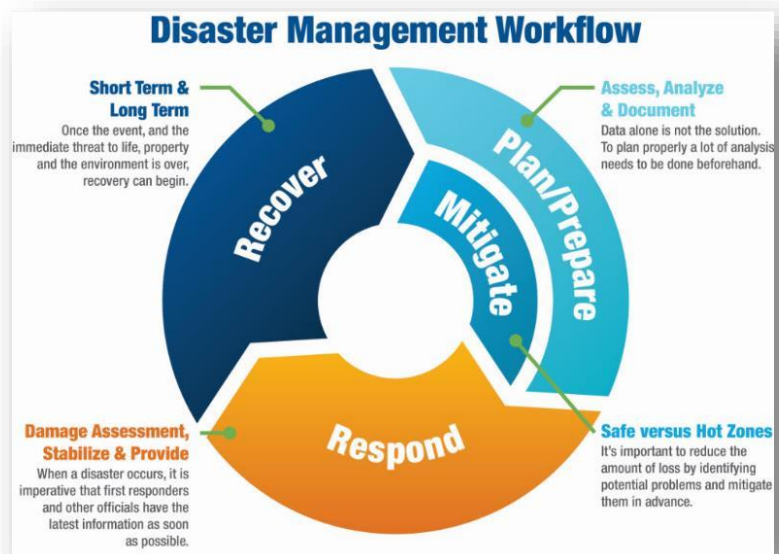 Disaster Management Workflow
Short Term &
Long Term
Once the event, and the
immediate threat to life, property
and the environment is over,
recovery can begin.
Assess, Analyze
& Document
Data alone is not the solution.
To plan properly a lot of analysis
needs to be done beforehand.
Recover
Plan/Prepare
Mitigate
Respond
Damage Assessment,
Stabilize & Provide
When a disaster occurs, it is
imperative that first responders
and other officials have the
latest information as soon
as possible.
Safe versus Hot Zones
It's important to reduce the
amount of loss by identifying
potential problems and mitigate
them in advance.